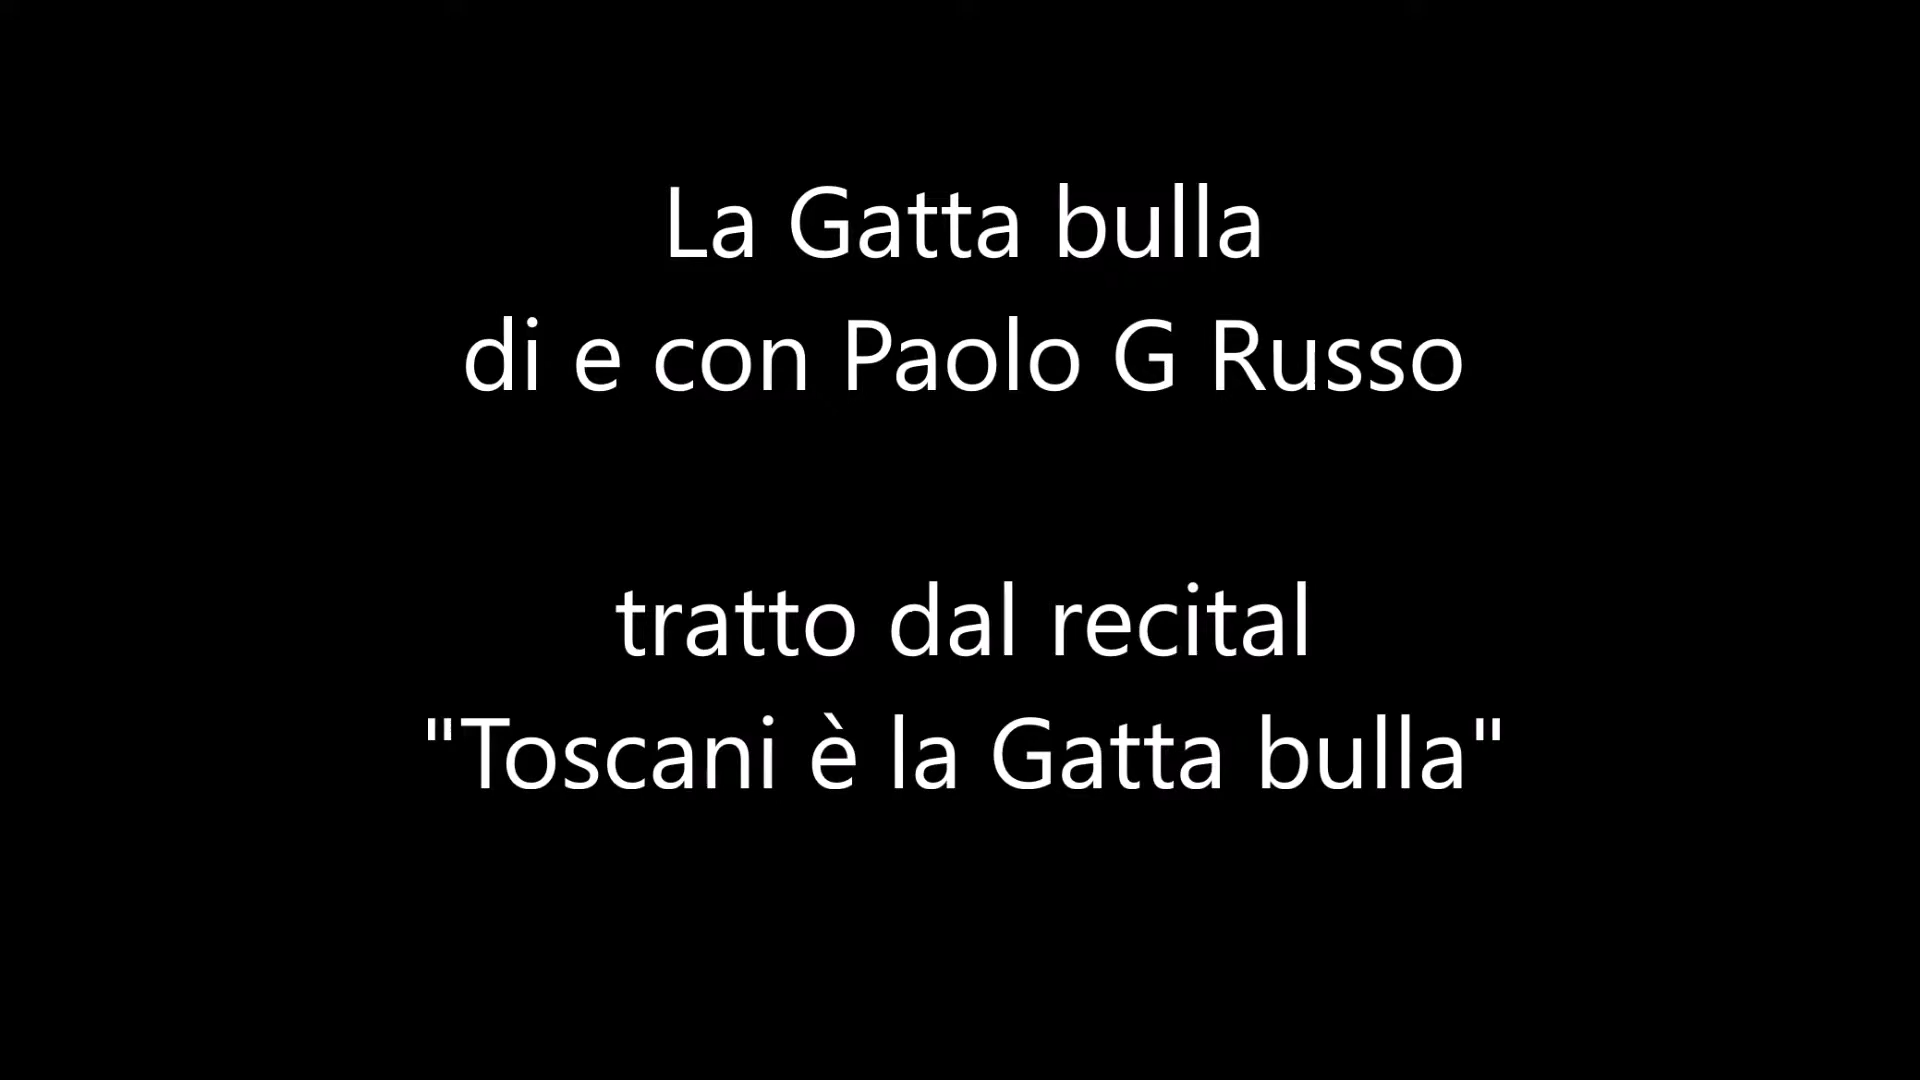 La Gatta bulla
di e con Paolo G Russo
tratto dal recital
"Toscani è la Gatta bulla"